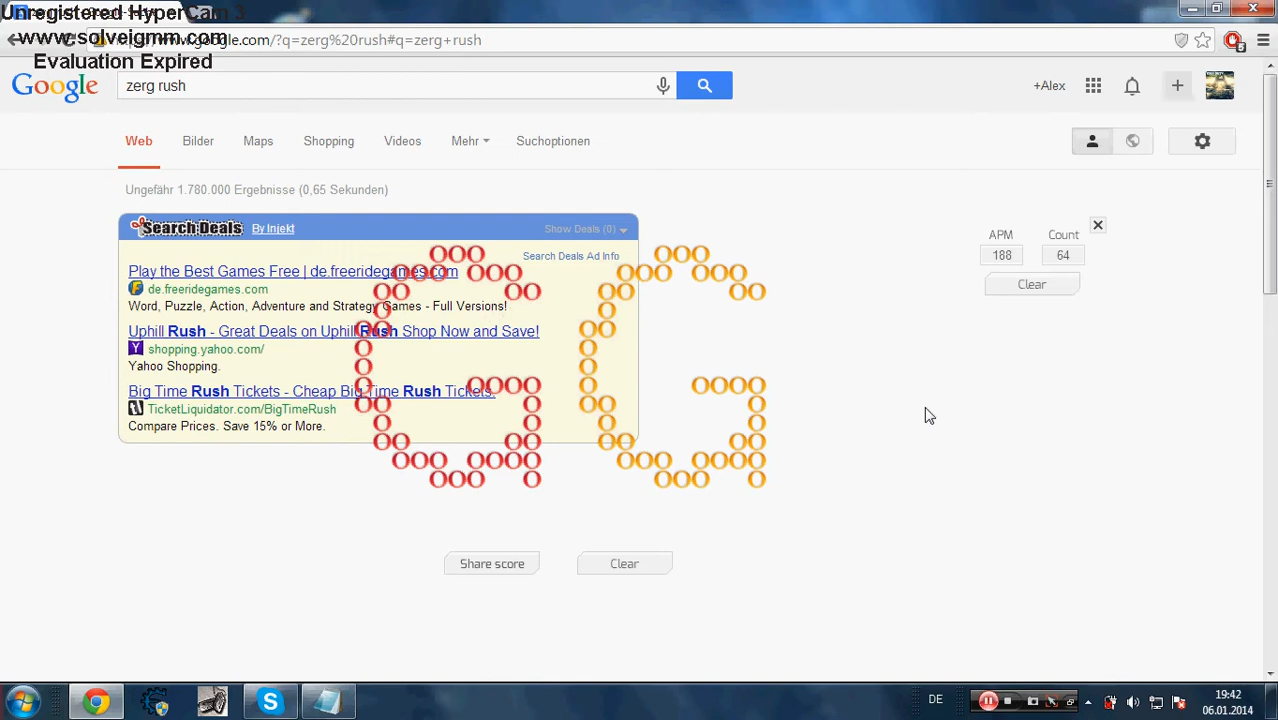 Unregistered HyperCam 3
www.solveigmm.com
Evaluation Expired
www.google.com/?q=zerg%20rush#q=zerg+rush
Google
zerg rush
+Alex
Web Bilder Maps Shopping Videos Mehr Suchoptionen
Ungefähr 1.780.000 Ergebnisse (0,65 Sekunden)
Search Deals By Injekt Show Deals (0)
Search Deals Ad Info
Play the Best Games Free | de.freeridegames.com
de.freeridegames.com
Word, Puzzle, Action, Adventure and Strategy Games - Full Versions!
Uphill Rush - Great Deals on Uphill Rush Shop Now and Save!
Y shopping.yahoo.com/
Yahoo Shopping.
Big Time Rush Tickets - Cheap Big Time Rush Tickets.
TicketLiquidator.com/BigTimeRush
Compare Prices. Save 15% or More.
GG
APM Count
188 64
Clear
Share score Clear
DE 19:42
06.01.2014